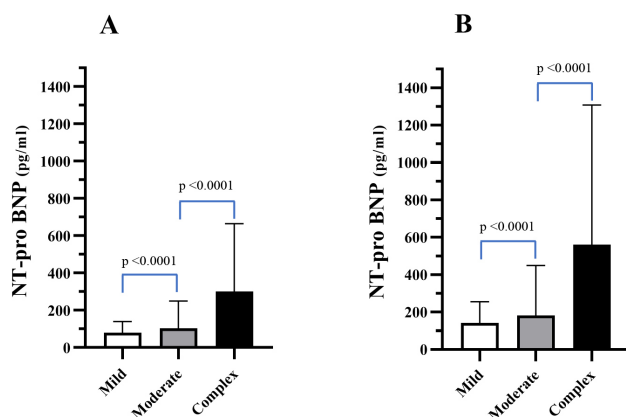 A
NT-pro BNP (pg/ml)
1400
1200
1000
800
600
400
200
0
p <0.0001
p <0.0001
Mild
Moderate
Complex
B
NT-pro BNP (pg/ml)
1400
1200
1000
800
600
400
200
0
p <0.0001
p <0.0001
Mild
Moderate
Complex